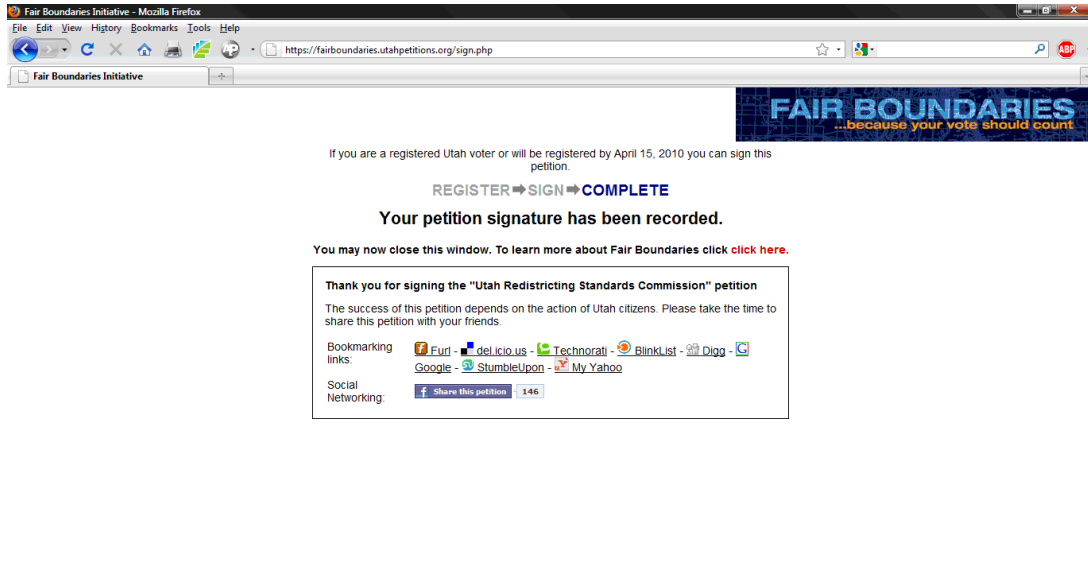 Fair Boundaries Initiative - Mozilla Firefox
File Edit View History Bookmarks Tools Help
https://fairboundaries.utahpetitions.org/sign.php
ABP
Fair Boundaries Initiative
FAIR BOUNDARIES
...because your vote should count
If you are a registered Utah voter or will be registered by April 15, 2010 you can sign this
petition.
REGISTER➡SIGN➡COMPLETE
Your petition signature has been recorded.
You may now close this window. To learn more about Fair Boundaries click click here.
Thank you for signing the "Utah Redistricting Standards Commission" petition
The success of this petition depends on the action of Utah citizens. Please take the time to
share this petition with your friends.
Bookmarking
links:
Furl - del.icio.us - Technorati - BlinkList - Digg - G
Google - StumbleUpon - My Yahoo
Social
Networking:
f Share this petition 146